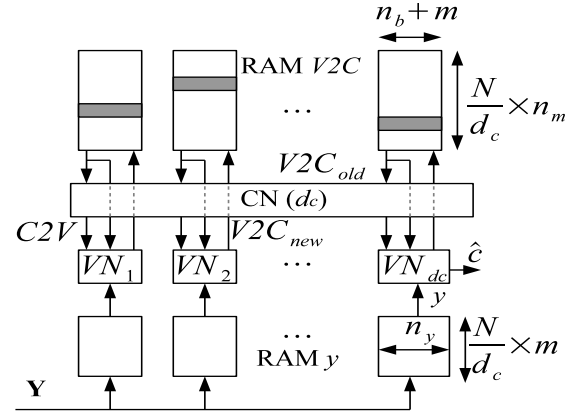 n_b + m
RAM V2C
...
N/d_c × n_m
V2C_old
CN (d_c)
C2V
V2C_new
VN_1
VN_2
...
VN_dc
ĉ
y
...
n_y
N/d_c × m
RAM y
Y